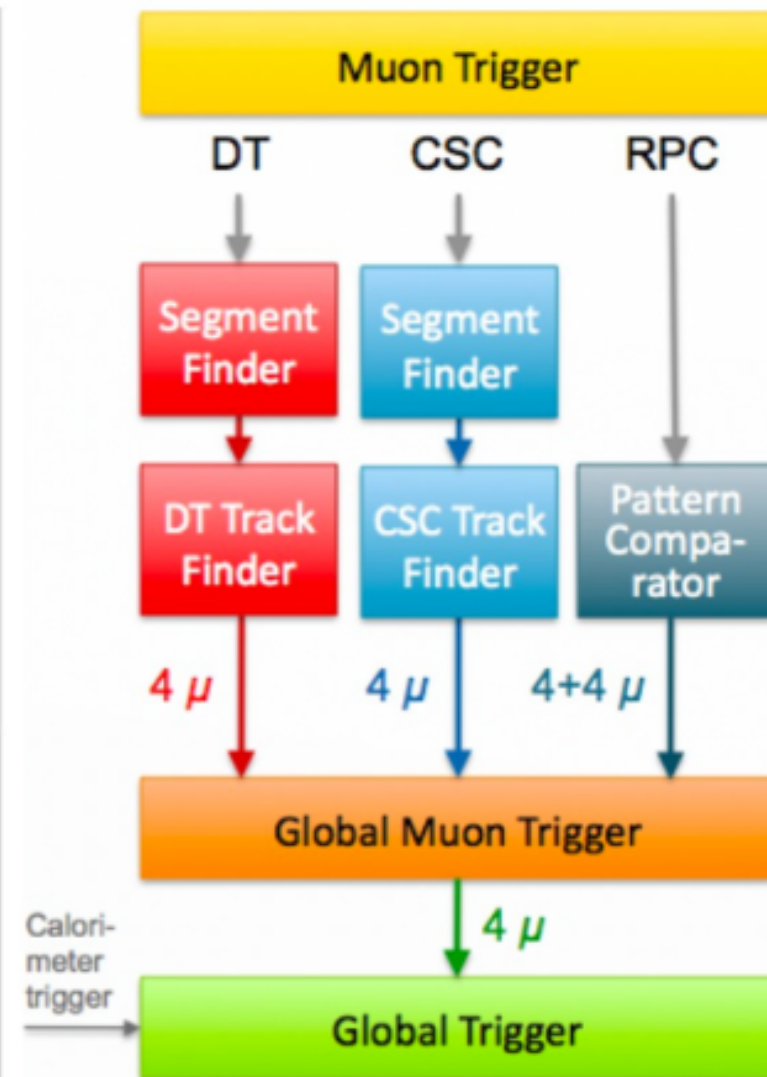 Muon Trigger
DT CSC RPC
Segment
Finder
Segment
Finder
DT Track
Finder
CSC Track
Finder
Pattern
Compa-
rator
4 μ
4 μ
4+4 μ
Global Muon Trigger
4 μ
Calori-
meter
trigger
Global Trigger